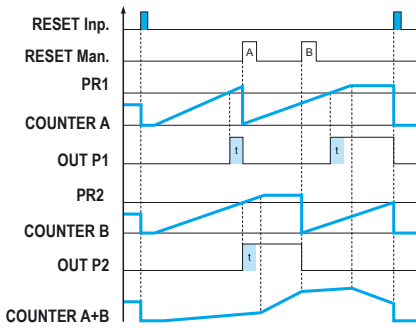 RESET Inp.
RESET Man.
A
B
PR1
COUNTER A
OUT P1
t
t
PR2
COUNTER B
OUT P2
t
COUNTER A+B